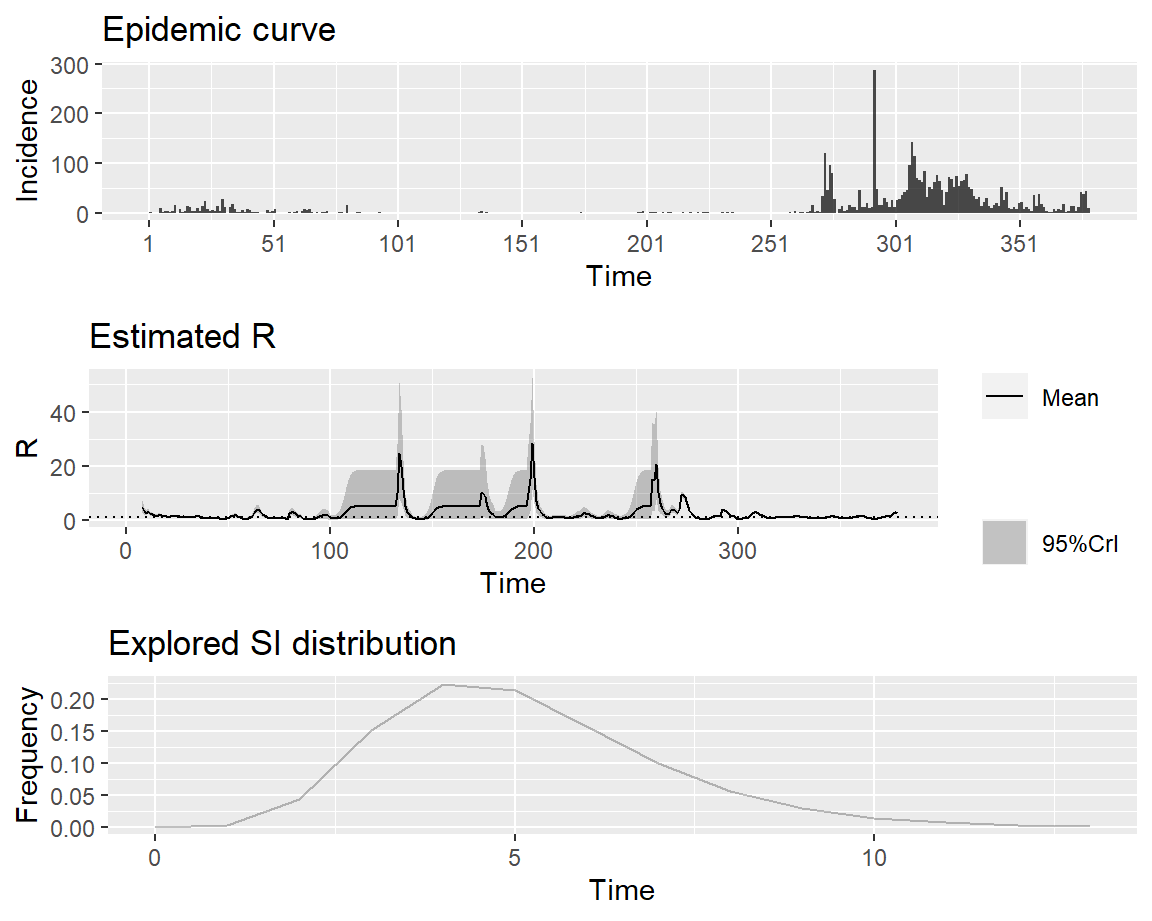 Epidemic curve
300
200
100
0
Incidence
1 51 101 151 201 251 301 351
Time
Estimated R
40
20
0
R
0 100 200 300
Time
Mean
95%CrI
Explored SI distribution
0.20
0.15
0.10
0.05
0.00
Frequency
0 5 10
Time